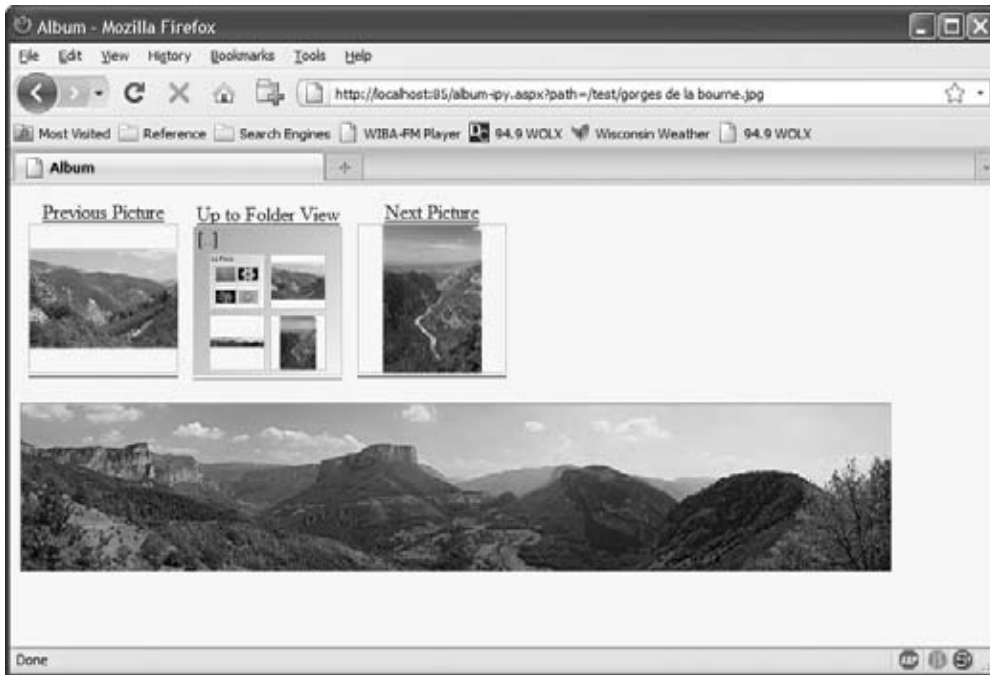 Album - Mozilla Firefox
File Edit View History Bookmarks Tools Help
http://localhost:85/album-ipy.aspx?path=/test/gorges de la bourne.jpg
Most Visited Reference Search Engines WIBA-FM Player 94.9 WOLX Wisconsin Weather 94.9 WOLX
Album
Previous Picture Up to Folder View Next Picture
[..]
Done